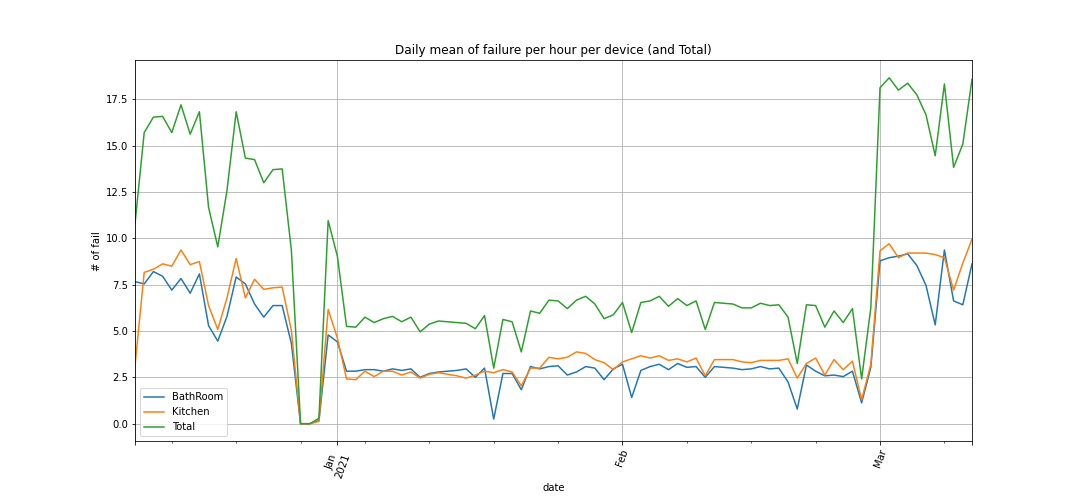 Daily mean of failure per hour per device (and Total)
# of fail
17.5
15.0
12.5
10.0
7.5
5.0
2.5
0.0
BathRoom
Kitchen
Total
Jan
2021
Feb
Mar
date